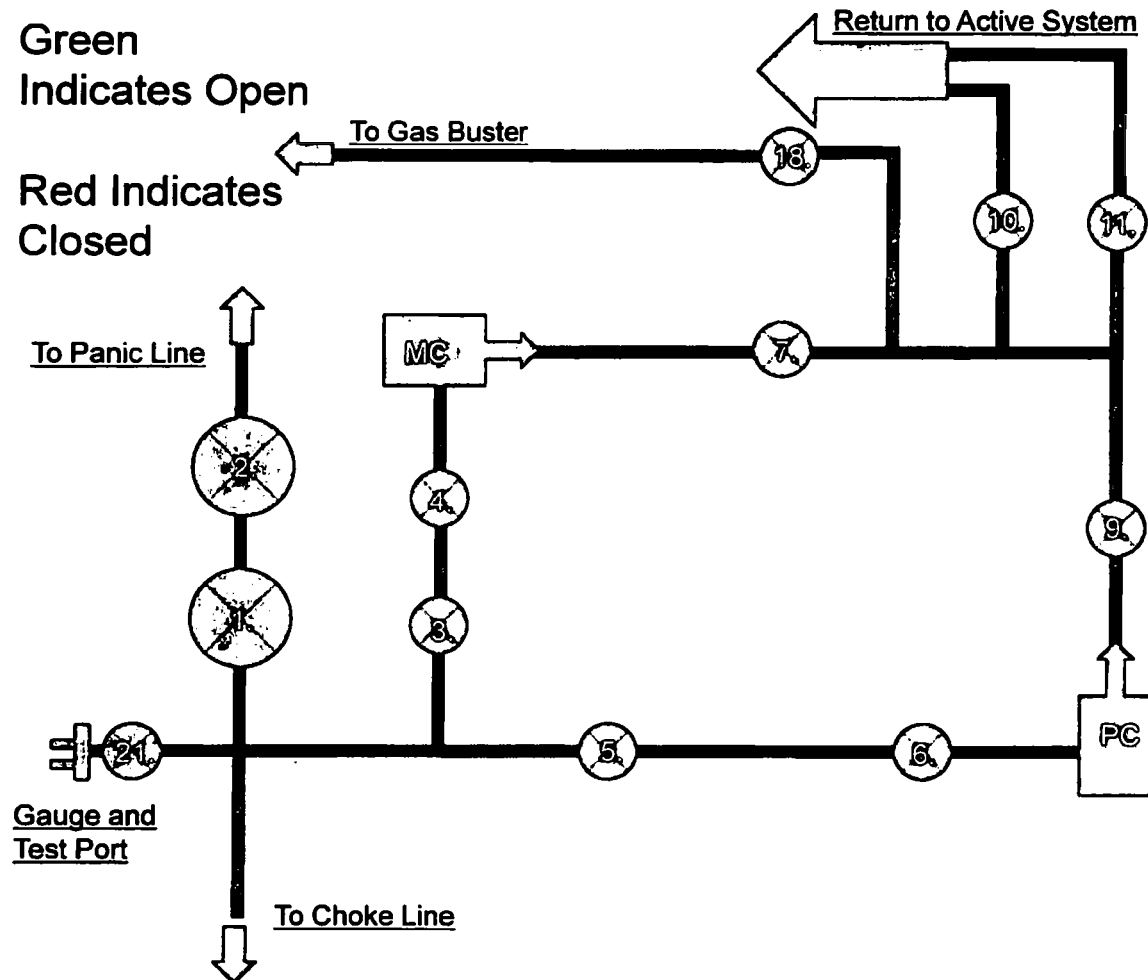 Green
Indicates Open
Return to Active System
To Gas Buster
18.
Red Indicates
Closed
10.
11.
To Panic Line
MC
7.
2.
4.
9.
1.
3.
PC
21.
5.
6.
Gauge and
Test Port
To Choke Line